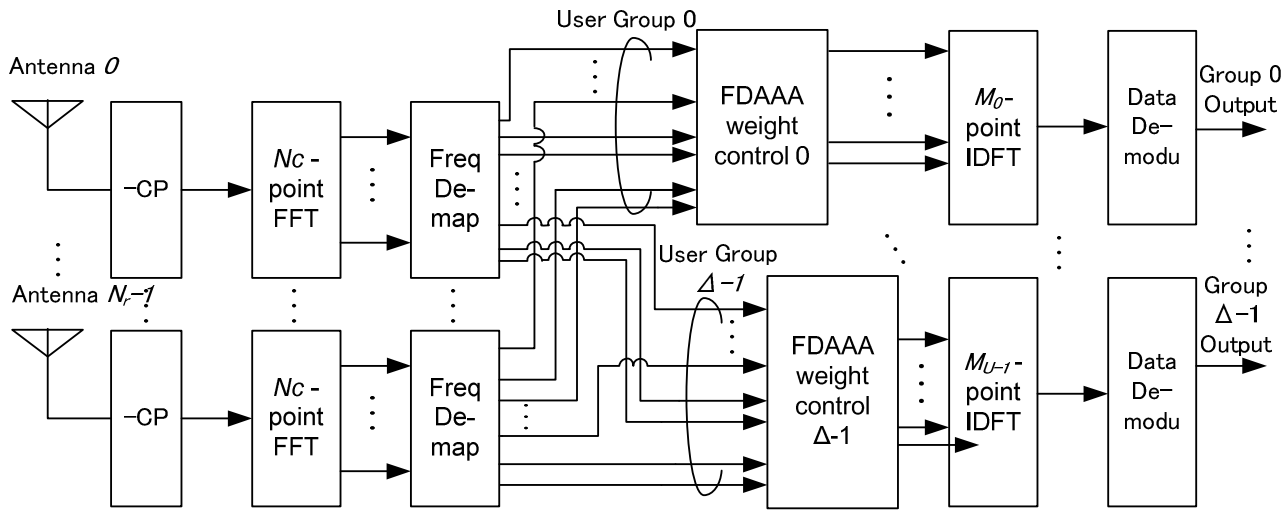 User Group 0
Antenna 0
-CP
Nc -
point
FFT
Freq
De-
map
FDAAA
weight
control 0
M0-
point
IDFT
Data
De-
modu
Group 0
Output
Antenna Nr-1
-CP
Nc -
point
FFT
Freq
De-
map
User Group
Δ-1
FDAAA
weight
control
Δ-1
MU-1-
point
IDFT
Data
De-
modu
Group
Δ-1
Output